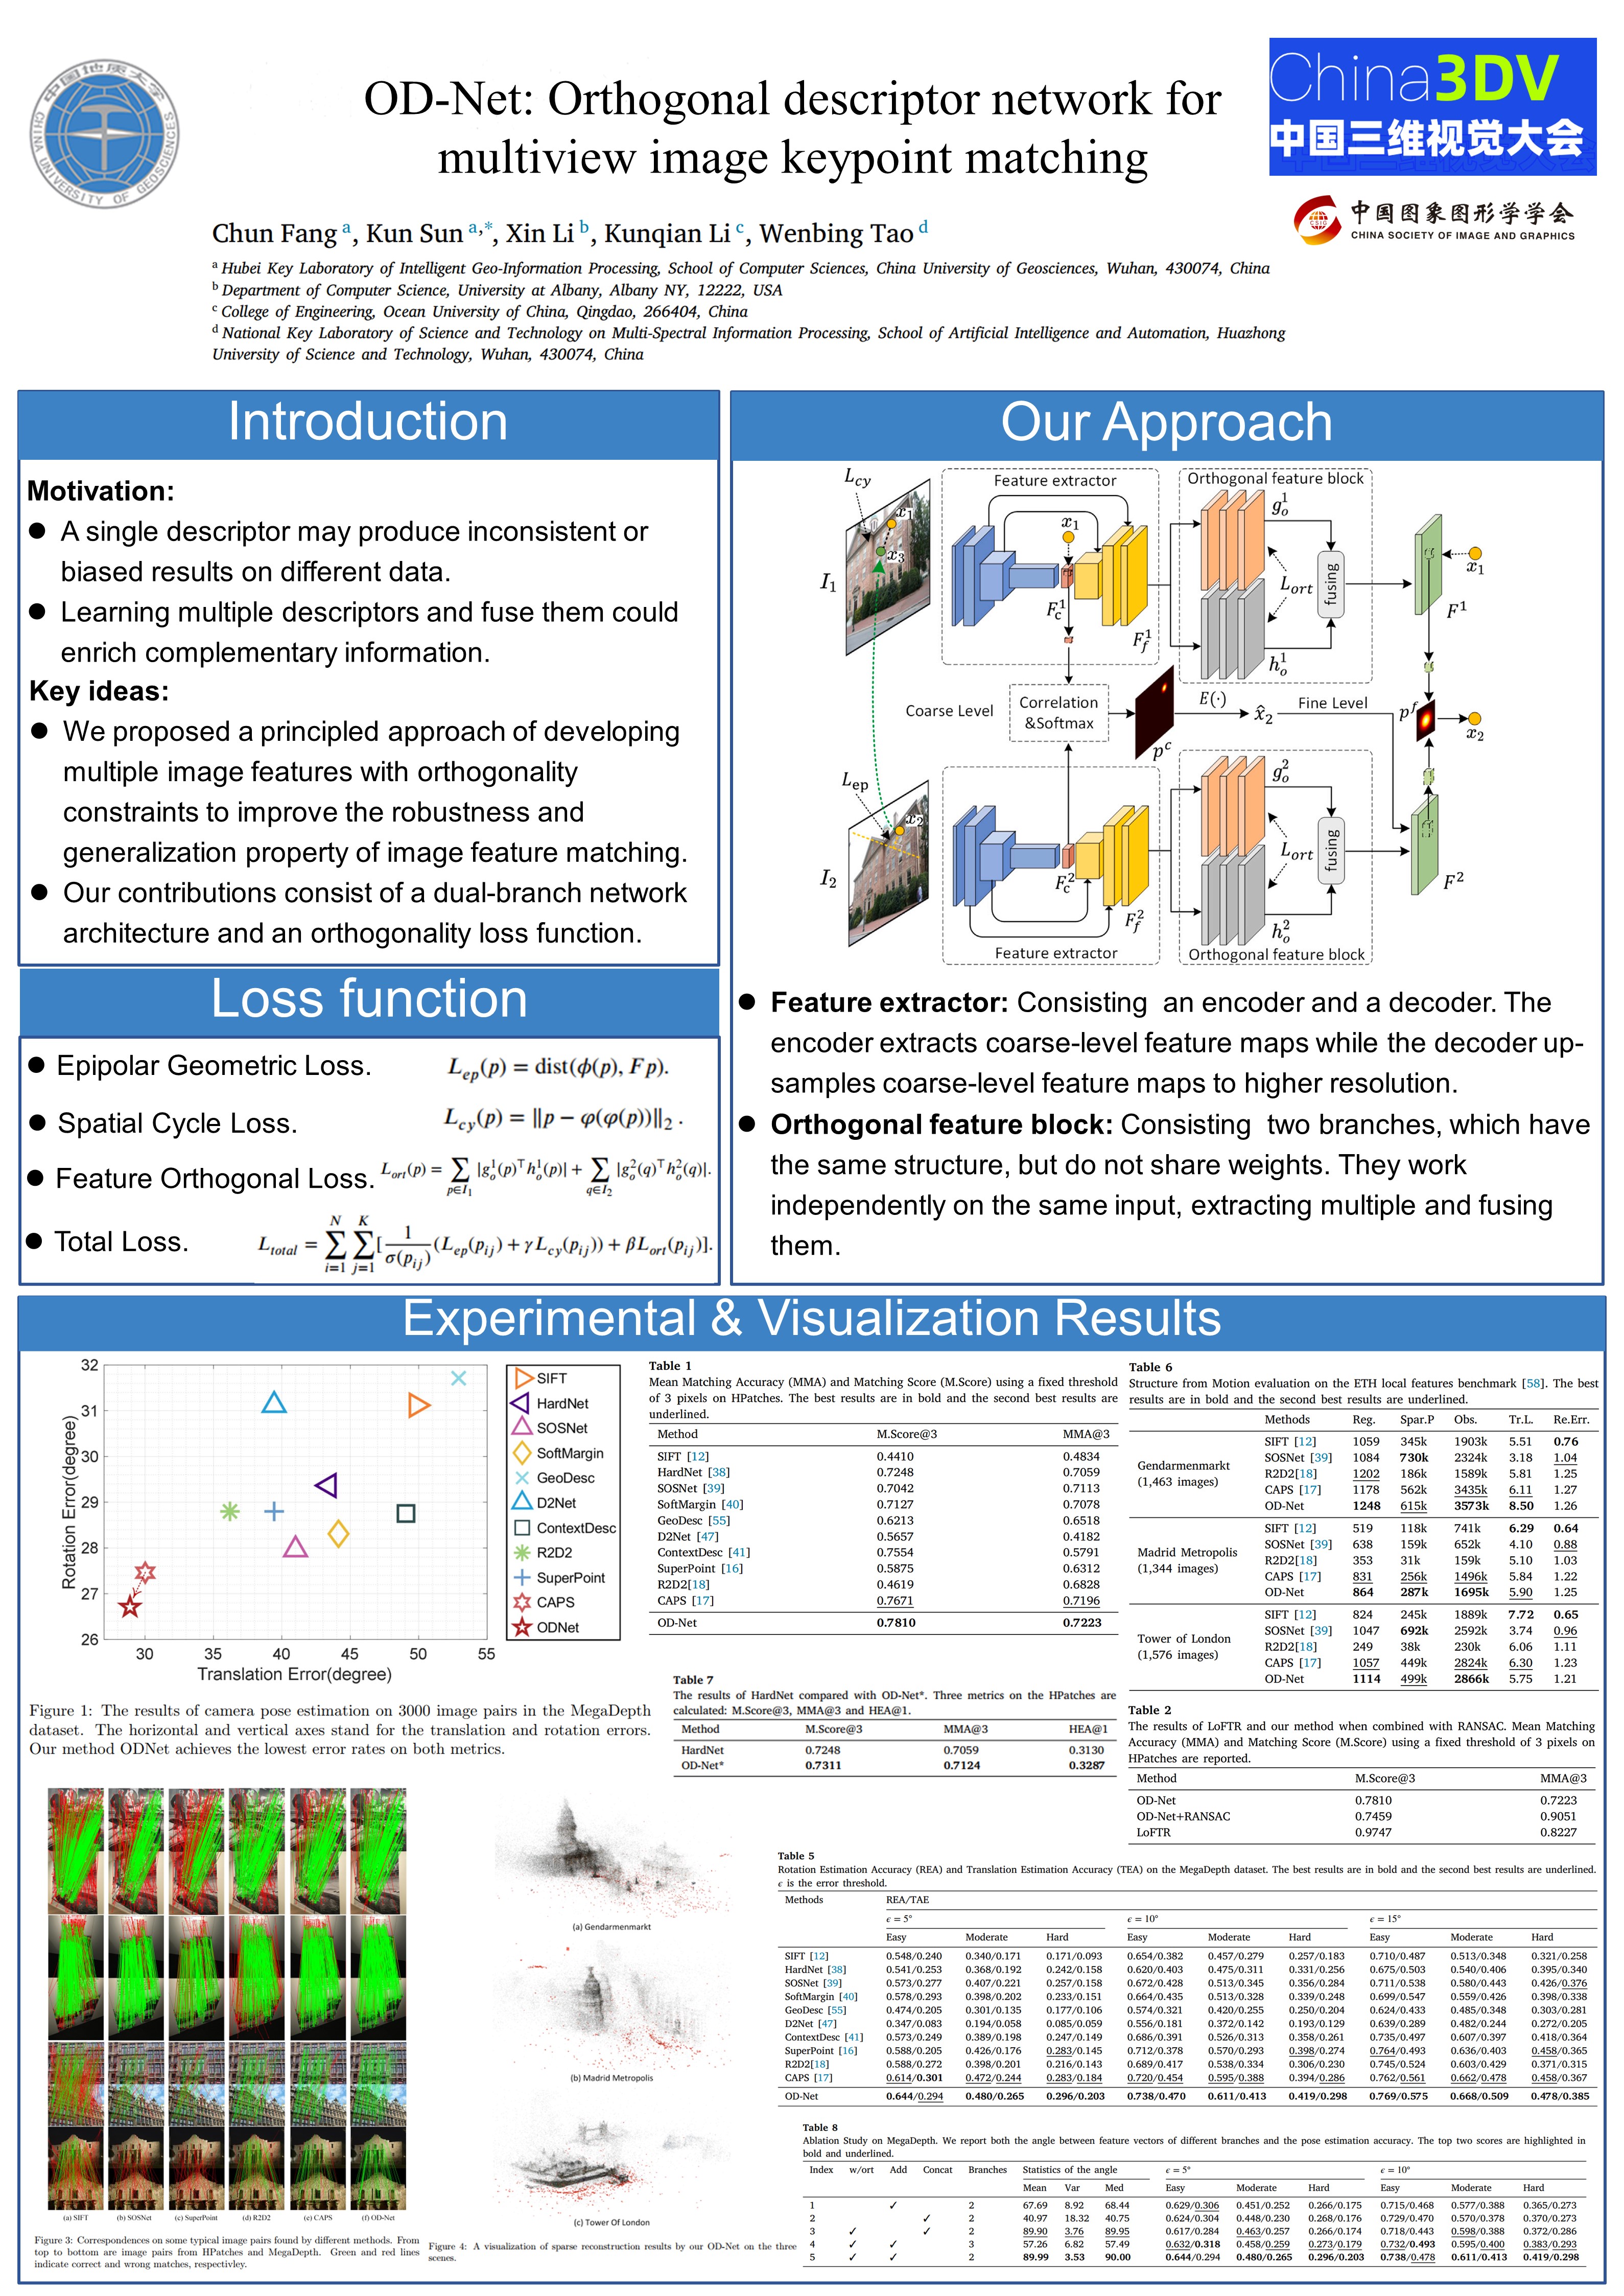 中国地质大学
CHINA UNIVERSITY OF GEOSCIENCES
OD-Net: Orthogonal descriptor network for
multiview image keypoint matching
China3DV
中国三维视觉大会
CSIG
中国图象图形学学会
CHINA SOCIETY OF IMAGE AND GRAPHICS
Chun Fang a, Kun Sun a,*, Xin Li b, Kunqian Li c, Wenbing Tao d
a Hubei Key Laboratory of Intelligent Geo-Information Processing, School of Computer Sciences, China University of Geosciences, Wuhan, 430074, China
b Department of Computer Science, University at Albany, Albany NY, 12222, USA
c College of Engineering, Ocean University of China, Qingdao, 266404, China
d National Key Laboratory of Science and Technology on Multi-Spectral Information Processing, School of Artificial Intelligence and Automation, Huazhong
University of Science and Technology, Wuhan, 430074, China
Introduction
Motivation:
● A single descriptor may produce inconsistent or
biased results on different data.
● Learning multiple descriptors and fuse them could
enrich complementary information.
Key ideas:
● We proposed a principled approach of developing
multiple image features with orthogonality
constraints to improve the robustness and
generalization property of image feature matching.
● Our contributions consist of a dual-branch network
architecture and an orthogonality loss function.
Loss function
● Epipolar Geometric Loss. L_ep(p) = dist(ϕ(p), Fp).
● Spatial Cycle Loss. L_cy(p) = ‖p − φ(φ(p))‖₂ .
● Feature Orthogonal Loss. L_ort(p) = ∑_{p∈I₁} |g_o^1(p)^⊤ h_o^1(p)| + ∑_{q∈I₂} |g_o^2(q)^⊤ h_o^2(q)|.
● Total Loss. L_total = ∑_{i=1}^N ∑_{j=1}^K [ 1/σ(p_ij) (L_ep(p_ij) + γL_cy(p_ij)) + βL_ort(p_ij)].
Our Approach
L_cy
Feature extractor
Orthogonal feature block
x₁
x₃
x₁
g_o^1
I₁
F_c^1
F_f^1
L_ort
fusing
h_o^1
x₁
F^1
Coarse Level
Correlation
&Softmax
p^c
E(·)
x̂₂
Fine Level
p^f
x₂
L_ep
x₂
I₂
F_c^2
F_f^2
g_o^2
L_ort
fusing
h_o^2
F^2
Feature extractor
Orthogonal feature block
● Feature extractor: Consisting an encoder and a decoder. The
encoder extracts coarse-level feature maps while the decoder up-
samples coarse-level feature maps to higher resolution.
● Orthogonal feature block: Consisting two branches, which have
the same structure, but do not share weights. They work
independently on the same input, extracting multiple and fusing
them.
Experimental & Visualization Results
Rotation Error(degree)
32
31
30
29
28
27
26
30 35 40 45 50 55
Translation Error(degree)
SIFT
HardNet
SOSNet
SoftMargin
GeoDesc
D2Net
ContextDesc
R2D2
SuperPoint
CAPS
ODNet
Figure 1: The results of camera pose estimation on 3000 image pairs in the MegaDepth
dataset. The horizontal and vertical axes stand for the translation and rotation errors.
Our method ODNet achieves the lowest error rates on both metrics.
Table 1
Mean Matching Accuracy (MMA) and Matching Score (M.Score) using a fixed threshold
of 3 pixels on HPatches. The best results are in bold and the second best results are
underlined.
Method M.Score@3 MMA@3
SIFT [12] 0.4410 0.4834
HardNet [38] 0.7248 0.7059
SOSNet [39] 0.7042 0.7113
SoftMargin [40] 0.7127 0.7078
GeoDesc [55] 0.6213 0.6518
D2Net [47] 0.5657 0.4182
ContextDesc [41] 0.7554 0.5791
SuperPoint [16] 0.5875 0.6312
R2D2[18] 0.4619 0.6828
CAPS [17] 0.7671 0.7196
OD-Net 0.7810 0.7223
Table 6
Structure from Motion evaluation on the ETH local features benchmark [58]. The best
results are in bold and the second best results are underlined.
Methods Reg. Spar.P Obs. Tr.L. Re.Err.
Gendarmenmarkt
(1,463 images)
SIFT [12] 1059 345k 1903k 5.51 0.76
SOSNet [39] 1084 730k 2324k 3.18 1.04
R2D2[18] 1202 186k 1589k 5.81 1.25
CAPS [17] 1178 562k 3435k 6.11 1.27
OD-Net 1248 615k 3573k 8.50 1.26
Madrid Metropolis
(1,344 images)
SIFT [12] 519 118k 741k 6.29 0.64
SOSNet [39] 638 159k 652k 4.10 0.88
R2D2[18] 353 31k 159k 5.10 1.03
CAPS [17] 831 256k 1496k 5.84 1.22
OD-Net 864 287k 1695k 5.90 1.25
Tower of London
(1,576 images)
SIFT [12] 824 245k 1889k 7.72 0.65
SOSNet [39] 1047 692k 2592k 3.74 0.96
R2D2[18] 249 38k 230k 6.06 1.11
CAPS [17] 1057 449k 2824k 6.30 1.23
OD-Net 1114 499k 2866k 5.75 1.21
Table 7
The results of HardNet compared with OD-Net*. Three metrics on the HPatches are
calculated: M.Score@3, MMA@3 and HEA@1.
Method M.Score@3 MMA@3 HEA@1
HardNet 0.7248 0.7059 0.3130
OD-Net* 0.7311 0.7124 0.3287
Table 2
The results of LoFTR and our method when combined with RANSAC. Mean Matching
Accuracy (MMA) and Matching Score (M.Score) using a fixed threshold of 3 pixels on
HPatches are reported.
Method M.Score@3 MMA@3
OD-Net 0.7810 0.7223
OD-Net+RANSAC 0.7459 0.9051
LoFTR 0.9747 0.8227
(a) SIFT (b) SOSNet (c) SuperPoint (d) R2D2 (e) CAPS (f) OD-Net
Figure 3: Correspondences on some typical image pairs found by different methods. From
top to bottom are image pairs from HPatches and MegaDepth. Green and red lines
indicate correct and wrong matches, respectivley.
(a) Gendarmenmarkt
(b) Madrid Metropolis
(c) Tower Of London
Figure 4: A visualization of sparse reconstruction results by our OD-Net on the three
scenes.
Table 5
Rotation Estimation Accuracy (REA) and Translation Estimation Accuracy (TEA) on the MegaDepth dataset. The best results are in bold and the second best results are underlined.
ϵ is the error threshold.
Methods REA/TAE
ϵ = 5° ϵ = 10° ϵ = 15°
Easy Moderate Hard Easy Moderate Hard Easy Moderate Hard
SIFT [12] 0.548/0.240 0.340/0.171 0.171/0.093 0.654/0.382 0.457/0.279 0.257/0.183 0.710/0.487 0.513/0.348 0.321/0.258
HardNet [38] 0.541/0.253 0.368/0.192 0.242/0.158 0.620/0.403 0.475/0.311 0.331/0.256 0.675/0.503 0.540/0.406 0.395/0.340
SOSNet [39] 0.573/0.277 0.407/0.221 0.257/0.158 0.672/0.428 0.513/0.345 0.356/0.284 0.711/0.538 0.580/0.443 0.426/0.376
SoftMargin [40] 0.578/0.293 0.398/0.202 0.233/0.151 0.664/0.435 0.513/0.328 0.339/0.248 0.699/0.547 0.559/0.426 0.398/0.338
GeoDesc [55] 0.474/0.205 0.301/0.135 0.177/0.106 0.574/0.321 0.420/0.255 0.250/0.204 0.624/0.433 0.485/0.348 0.303/0.281
D2Net [47] 0.347/0.083 0.194/0.058 0.085/0.059 0.556/0.181 0.372/0.142 0.193/0.129 0.639/0.289 0.482/0.244 0.272/0.205
ContextDesc [41] 0.573/0.249 0.389/0.198 0.247/0.149 0.686/0.391 0.526/0.313 0.358/0.261 0.735/0.497 0.607/0.397 0.418/0.364
SuperPoint [16] 0.588/0.205 0.426/0.176 0.283/0.145 0.712/0.378 0.570/0.293 0.398/0.274 0.764/0.493 0.636/0.403 0.458/0.365
R2D2[18] 0.588/0.272 0.398/0.201 0.216/0.143 0.689/0.417 0.538/0.334 0.306/0.230 0.745/0.524 0.603/0.429 0.371/0.315
CAPS [17] 0.614/0.301 0.472/0.244 0.283/0.184 0.720/0.454 0.595/0.388 0.394/0.286 0.762/0.561 0.662/0.478 0.458/0.367
OD-Net 0.644/0.294 0.480/0.265 0.296/0.203 0.738/0.470 0.611/0.413 0.419/0.298 0.769/0.575 0.668/0.509 0.478/0.385
Table 8
Ablation Study on MegaDepth. We report both the angle between feature vectors of different branches and the pose estimation accuracy. The top two scores are highlighted in
bold and underlined.
Index w/ort Add Concat Branches Statistics of the angle ϵ = 5° ϵ = 10°
Mean Var Med Easy Moderate Hard Easy Moderate Hard
1 ✓ 2 67.69 8.92 68.44 0.629/0.306 0.451/0.252 0.266/0.175 0.715/0.468 0.577/0.388 0.365/0.273
2 ✓ 2 40.97 18.32 40.75 0.624/0.304 0.448/0.230 0.268/0.176 0.729/0.470 0.570/0.378 0.370/0.273
3 ✓ ✓ 2 89.90 3.76 89.95 0.617/0.284 0.463/0.257 0.266/0.174 0.718/0.443 0.598/0.388 0.372/0.286
4 ✓ ✓ 3 57.26 6.82 57.49 0.632/0.318 0.458/0.259 0.273/0.179 0.732/0.493 0.595/0.400 0.383/0.293
5 ✓ ✓ 2 89.99 3.53 90.00 0.644/0.294 0.480/0.265 0.296/0.203 0.738/0.478 0.611/0.413 0.419/0.298